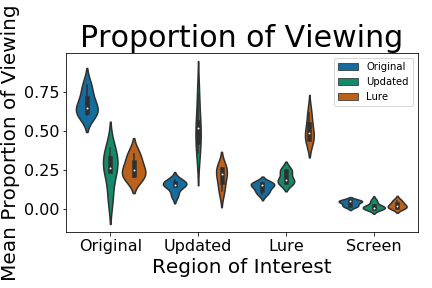 Proportion of Viewing
Mean Proportion of Viewing
0.75
0.50
0.25
0.00
Original
Updated
Lure
Original
Updated
Lure
Screen
Region of Interest